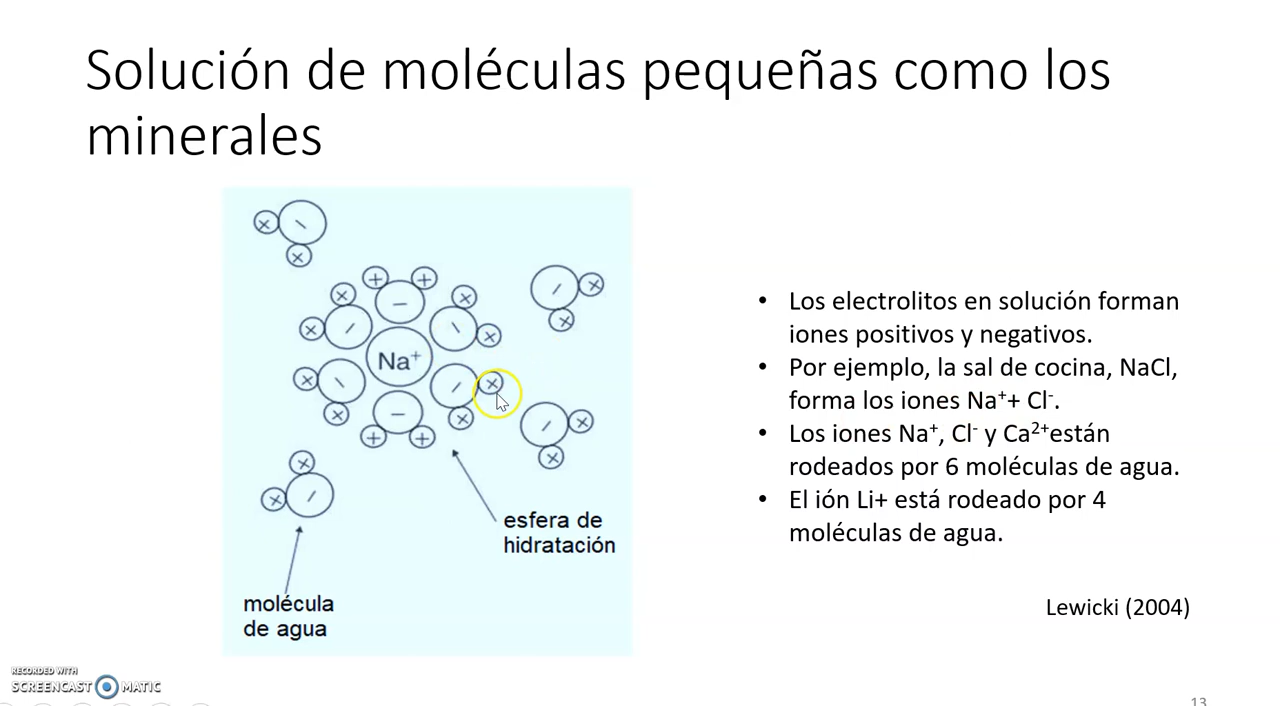 Solución de moléculas pequeñas como los
minerales
Na⁺
esfera de
hidratación
molécula
de agua
• Los electrolitos en solución forman
iones positivos y negativos.
• Por ejemplo, la sal de cocina, NaCl,
forma los iones Na⁺+ Cl⁻.
• Los iones Na⁺, Cl⁻ y Ca²⁺están
rodeados por 6 moléculas de agua.
• El ión Li+ está rodeado por 4
moléculas de agua.
Lewicki (2004)
RECORDED WITH
SCREENCAST MATIC
13